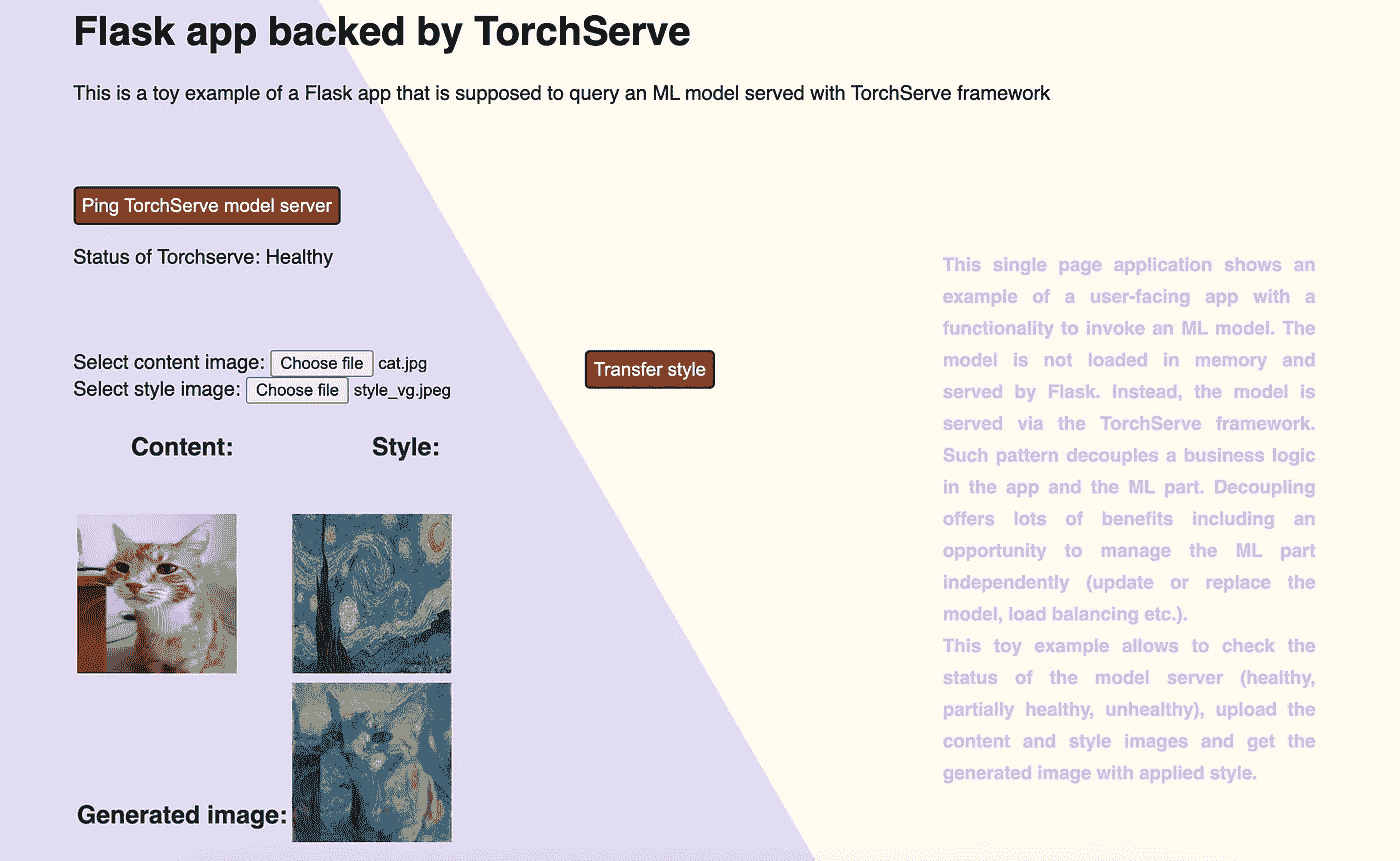 Flask app backed by TorchServe
This is a toy example of a Flask app that is supposed to query an ML model served with TorchServe framework
Ping TorchServe model server
Status of Torchserve: Healthy
Select content image: Choose file cat.jpg
Select style image: Choose file style_vg.jpeg
Transfer style
Content:
Style:
Generated image:
This single page application shows an
example of a user-facing app with a
functionality to invoke an ML model. The
model is not loaded in memory and
served by Flask. Instead, the model is
served via the TorchServe framework.
Such pattern decouples a business logic
in the app and the ML part. Decoupling
offers lots of benefits including an
opportunity to manage the ML part
independently (update or replace the
model, load balancing etc.).
This toy example allows to check the
status of the model server (healthy,
partially healthy, unhealthy), upload the
content and style images and get the
generated image with applied style.